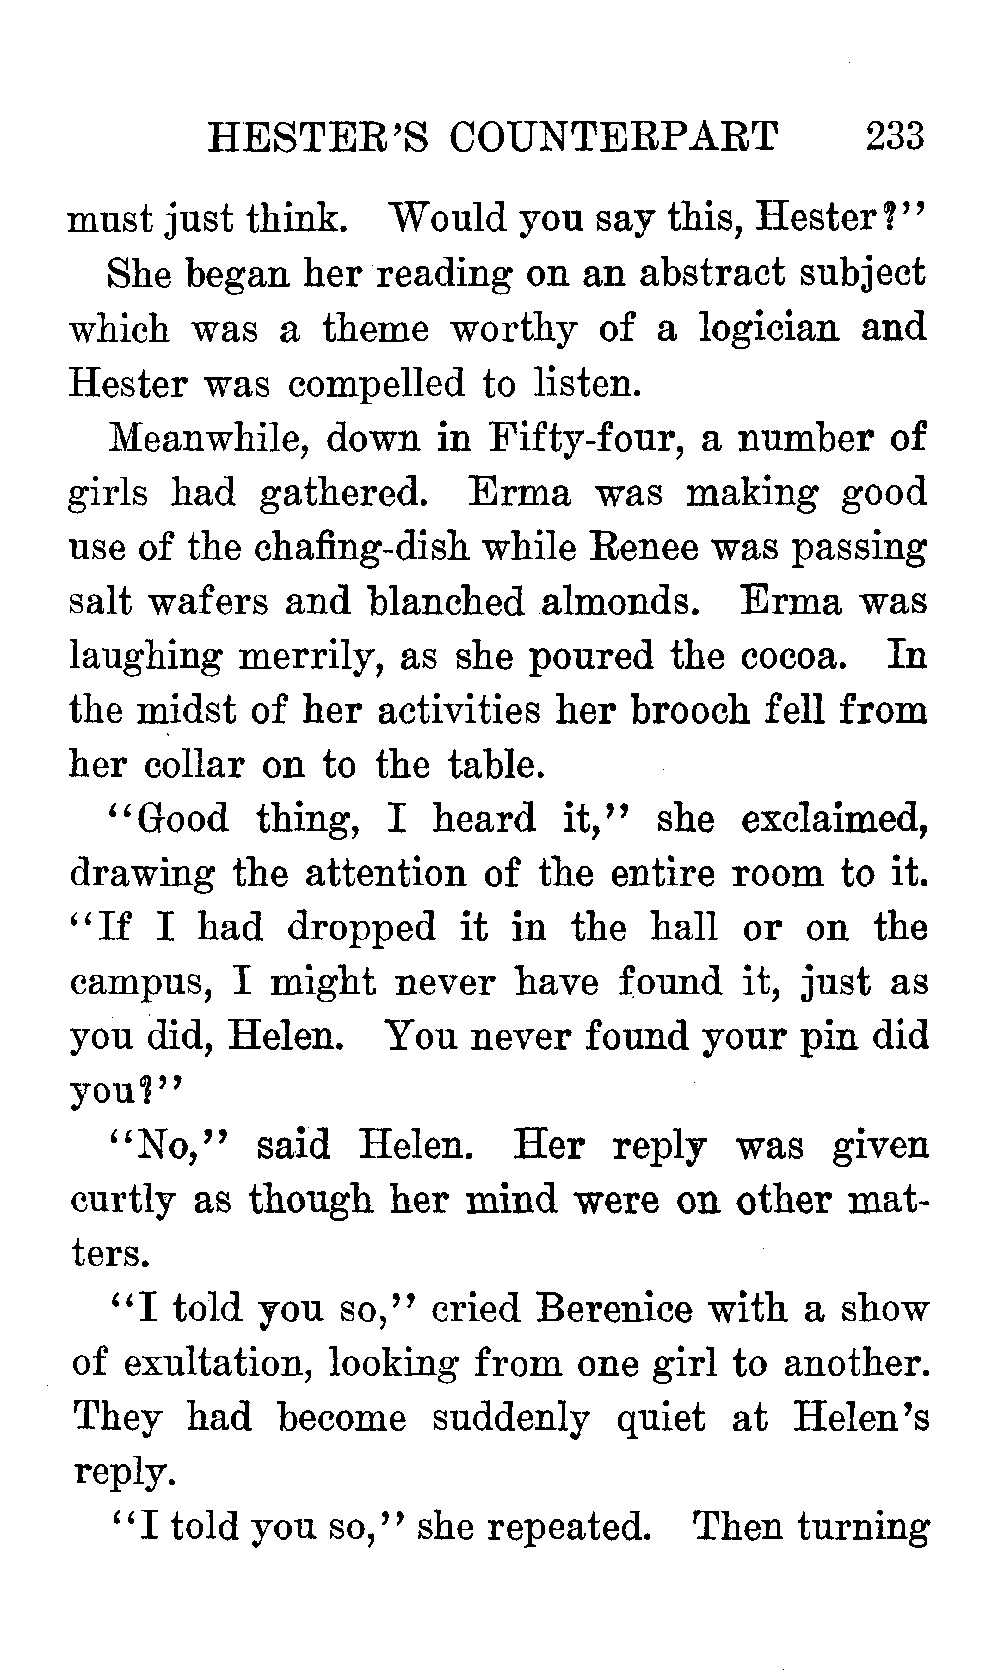 HESTER'S COUNTERPART 233
must just think. Would you say this, Hester?"
She began her reading on an abstract subject
which was a theme worthy of a logician and
Hester was compelled to listen.
Meanwhile, down in Fifty-four, a number of
girls had gathered. Erma was making good
use of the chafing-dish while Renee was passing
salt wafers and blanched almonds. Erma was
laughing merrily, as she poured the cocoa. In
the midst of her activities her brooch fell from
her collar on to the table.
"Good thing, I heard it," she exclaimed,
drawing the attention of the entire room to it.
"If I had dropped it in the hall or on the
campus, I might never have found it, just as
you did, Helen. You never found your pin did
you?"
"No," said Helen. Her reply was given
curtly as though her mind were on other mat-
ters.
"I told you so," cried Berenice with a show
of exultation, looking from one girl to another.
They had become suddenly quiet at Helen's
reply.
"I told you so," she repeated. Then turning